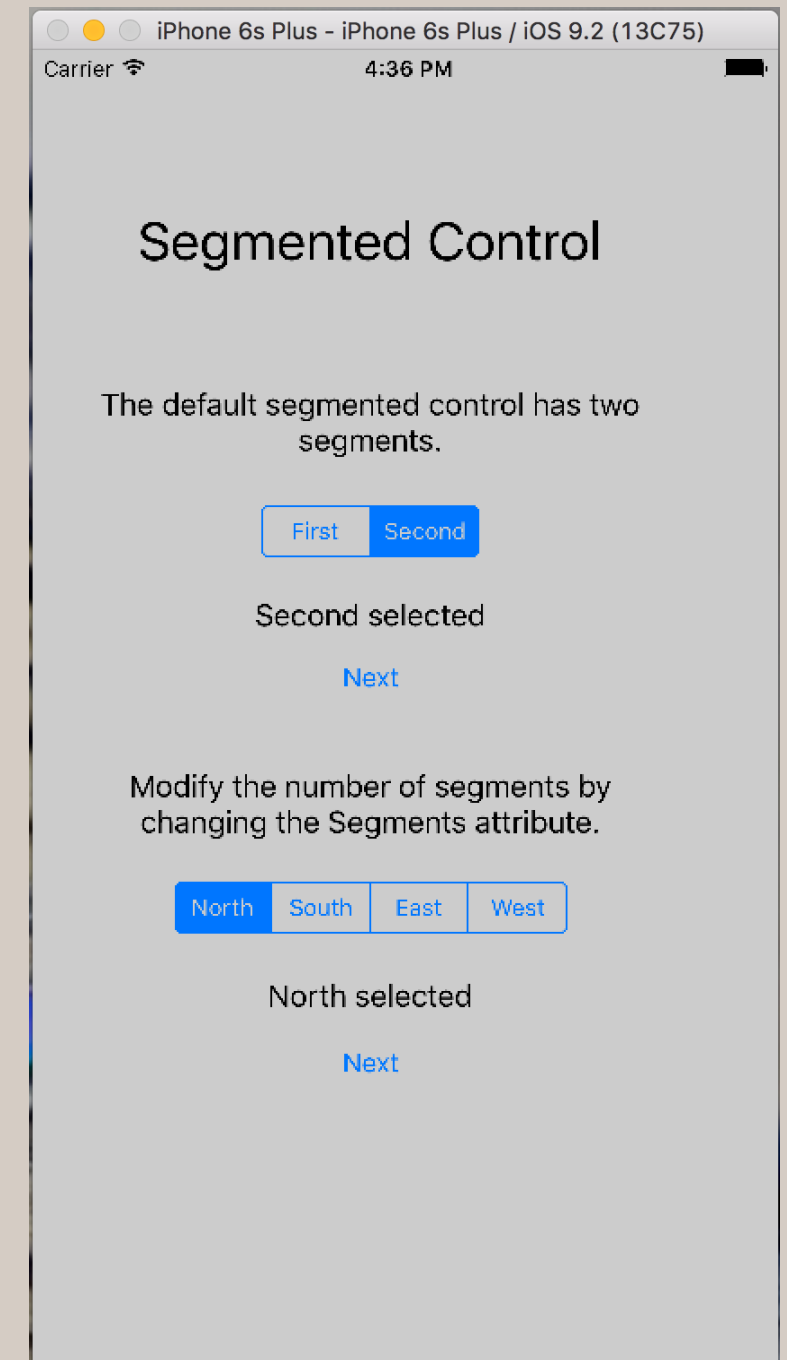 iPhone 6s Plus - iPhone 6s Plus / iOS 9.2 (13C75)
Carrier 4:36 PM
Segmented Control
The default segmented control has two
segments.
First Second
Second selected
Next
Modify the number of segments by
changing the Segments attribute.
North South East West
North selected
Next